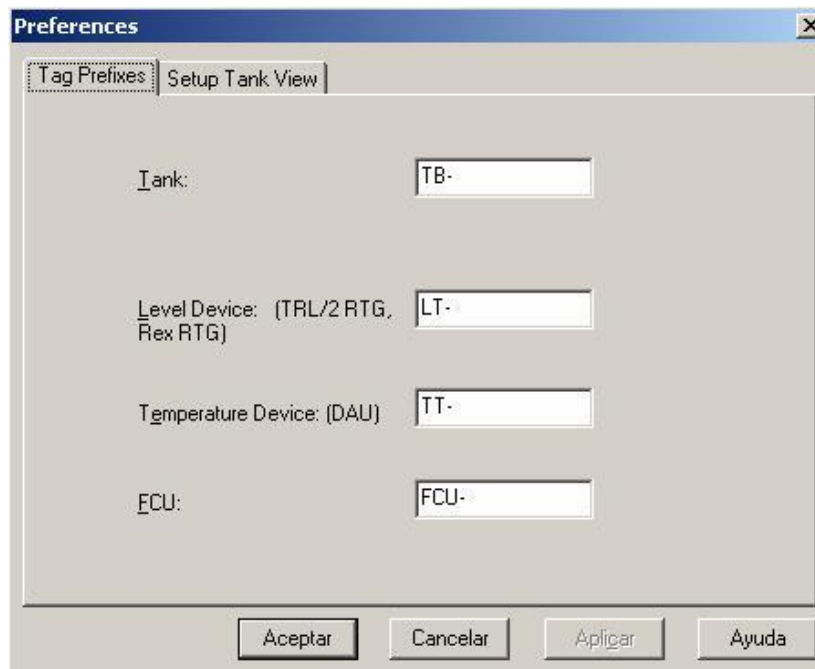 Preferences
Tag Prefixes
Setup Tank View
Tank:
TB-
Level Device: (TRL/2 RTG,
Rex RTG)
LT-
Temperature Device: (DAU)
TT-
FCU:
FCU-
Aceptar
Cancelar
Aplicar
Ayuda